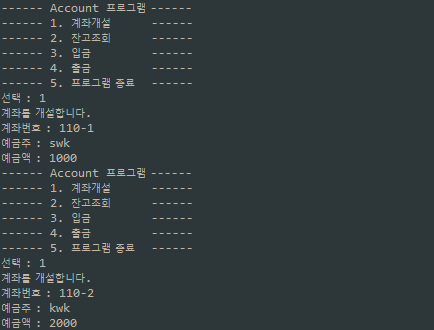 ------ Account 프로그램 ------
------ 1. 계좌개설      ------
------ 2. 잔고조회      ------
------ 3. 입금          ------
------ 4. 출금          ------
------ 5. 프로그램 종료  ------
선택 : 1
계좌를 개설합니다.
계좌번호 : 110-1
예금주 : swk
예금액 : 1000
------ Account 프로그램 ------
------ 1. 계좌개설      ------
------ 2. 잔고조회      ------
------ 3. 입금          ------
------ 4. 출금          ------
------ 5. 프로그램 종료  ------
선택 : 1
계좌를 개설합니다.
계좌번호 : 110-2
예금주 : kwk
예금액 : 2000